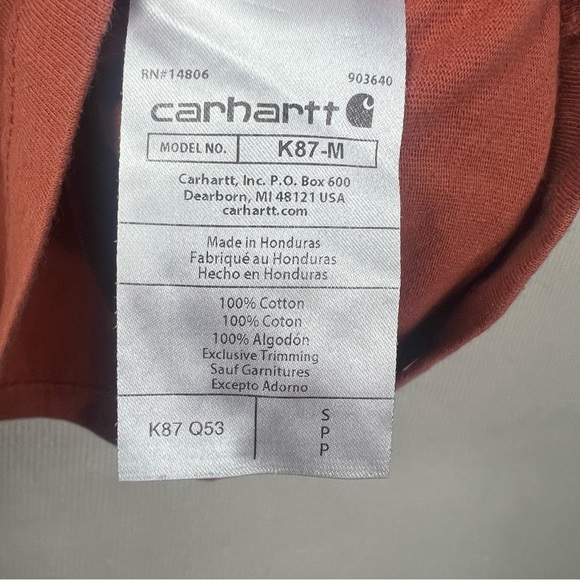 RN#14806 903640
carhartt
MODEL NO. K87-M
Carhartt, Inc. P.O. Box 600
Dearborn, MI 48121 USA
carhartt.com
Made in Honduras
Fabriqué au Honduras
Hecho en Honduras
100% Cotton
100% Coton
100% Algodón
Exclusive Trimming
Sauf Garnitures
Excepto Adorno
K87 Q53
S
P
P